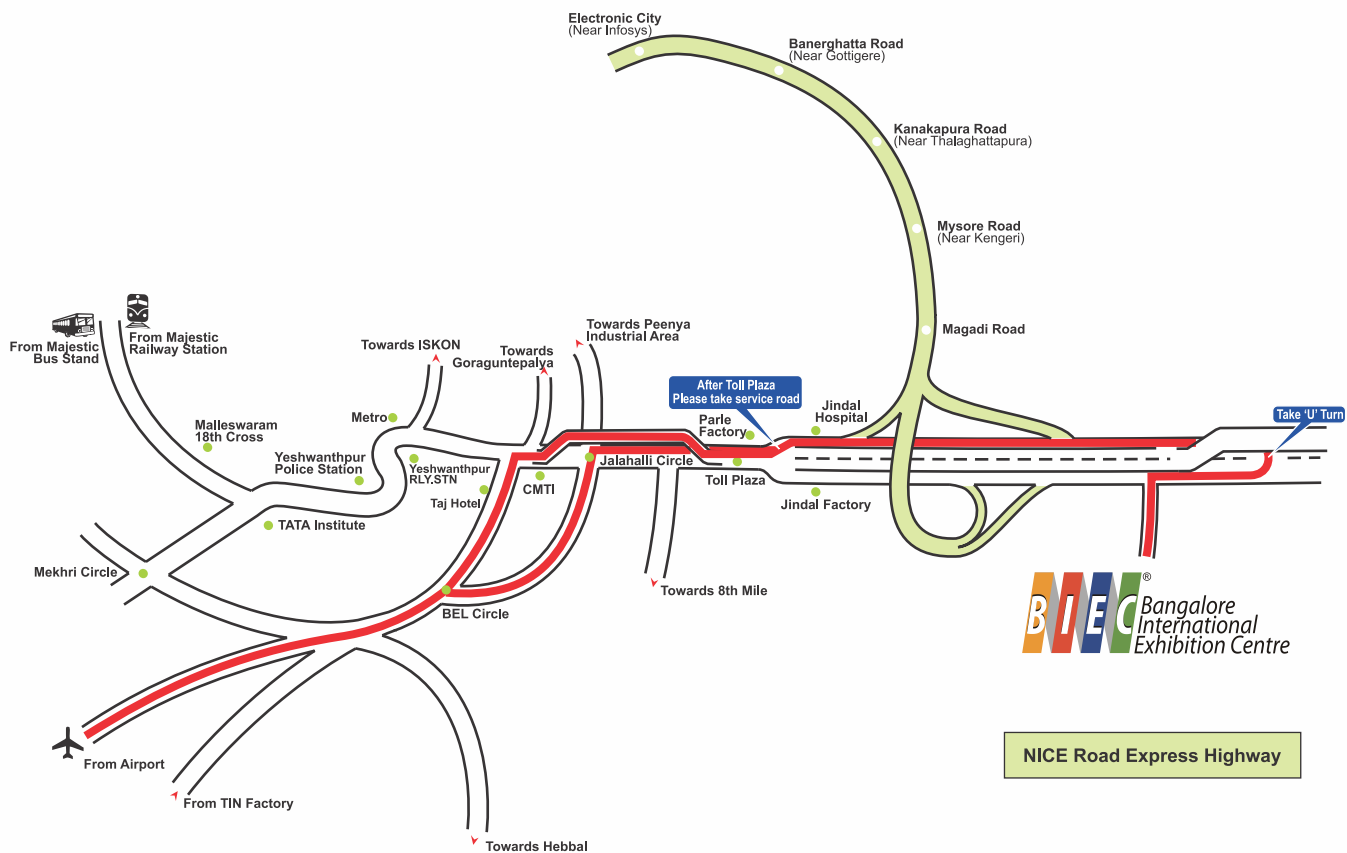 Electronic City
(Near Infosys)
Banerghatta Road
(Near Gottigere)
Kanakapura Road
(Near Thalaghattapura)
Mysore Road
(Near Kengeri)
Magadi Road
From Majestic
Bus Stand
From Majestic
Railway Station
Towards ISKON
Towards
Goraguntepalya
Towards Peenya
Industrial Area
After Toll Plaza
Please take service road
Take 'U' Turn
Malleswaram
18th Cross
Metro
Parle
Factory
Jindal
Hospital
Yeshwanthpur
Police Station
Yeshwanthpur
RLY.STN
Taj Hotel
CMTI
Jalahalli Circle
Toll Plaza
Jindal Factory
TATA Institute
Mekhri Circle
BEL Circle
Towards 8th Mile
BIEC®
Bangalore
International
Exhibition Centre
From Airport
From TIN Factory
Towards Hebbal
NICE Road Express Highway